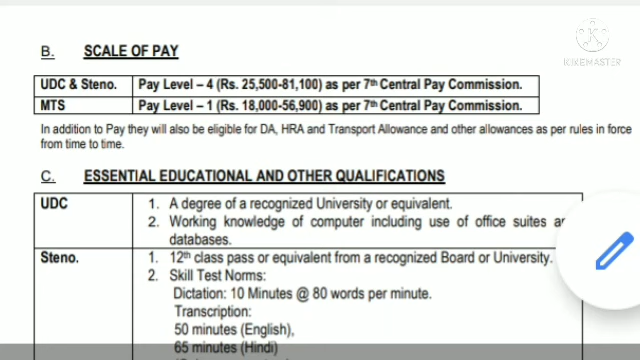 KINEMASTER
B. SCALE OF PAY
UDC & Steno. Pay Level – 4 (Rs. 25,500-81,100) as per 7th Central Pay Commission.
MTS Pay Level – 1 (Rs. 18,000-56,900) as per 7th Central Pay Commission.
In addition to Pay they will also be eligible for DA, HRA and Transport Allowance and other allowances as per rules in force
from time to time.
C. ESSENTIAL EDUCATIONAL AND OTHER QUALIFICATIONS
UDC 1. A degree of a recognized University or equivalent.
2. Working knowledge of computer including use of office suites
databases.
Steno. 1. 12th class pass or equivalent from a recognized Board or University.
2. Skill Test Norms:
Dictation: 10 Minutes @ 80 words per minute.
Transcription:
50 minutes (English),
65 minutes (Hindi)